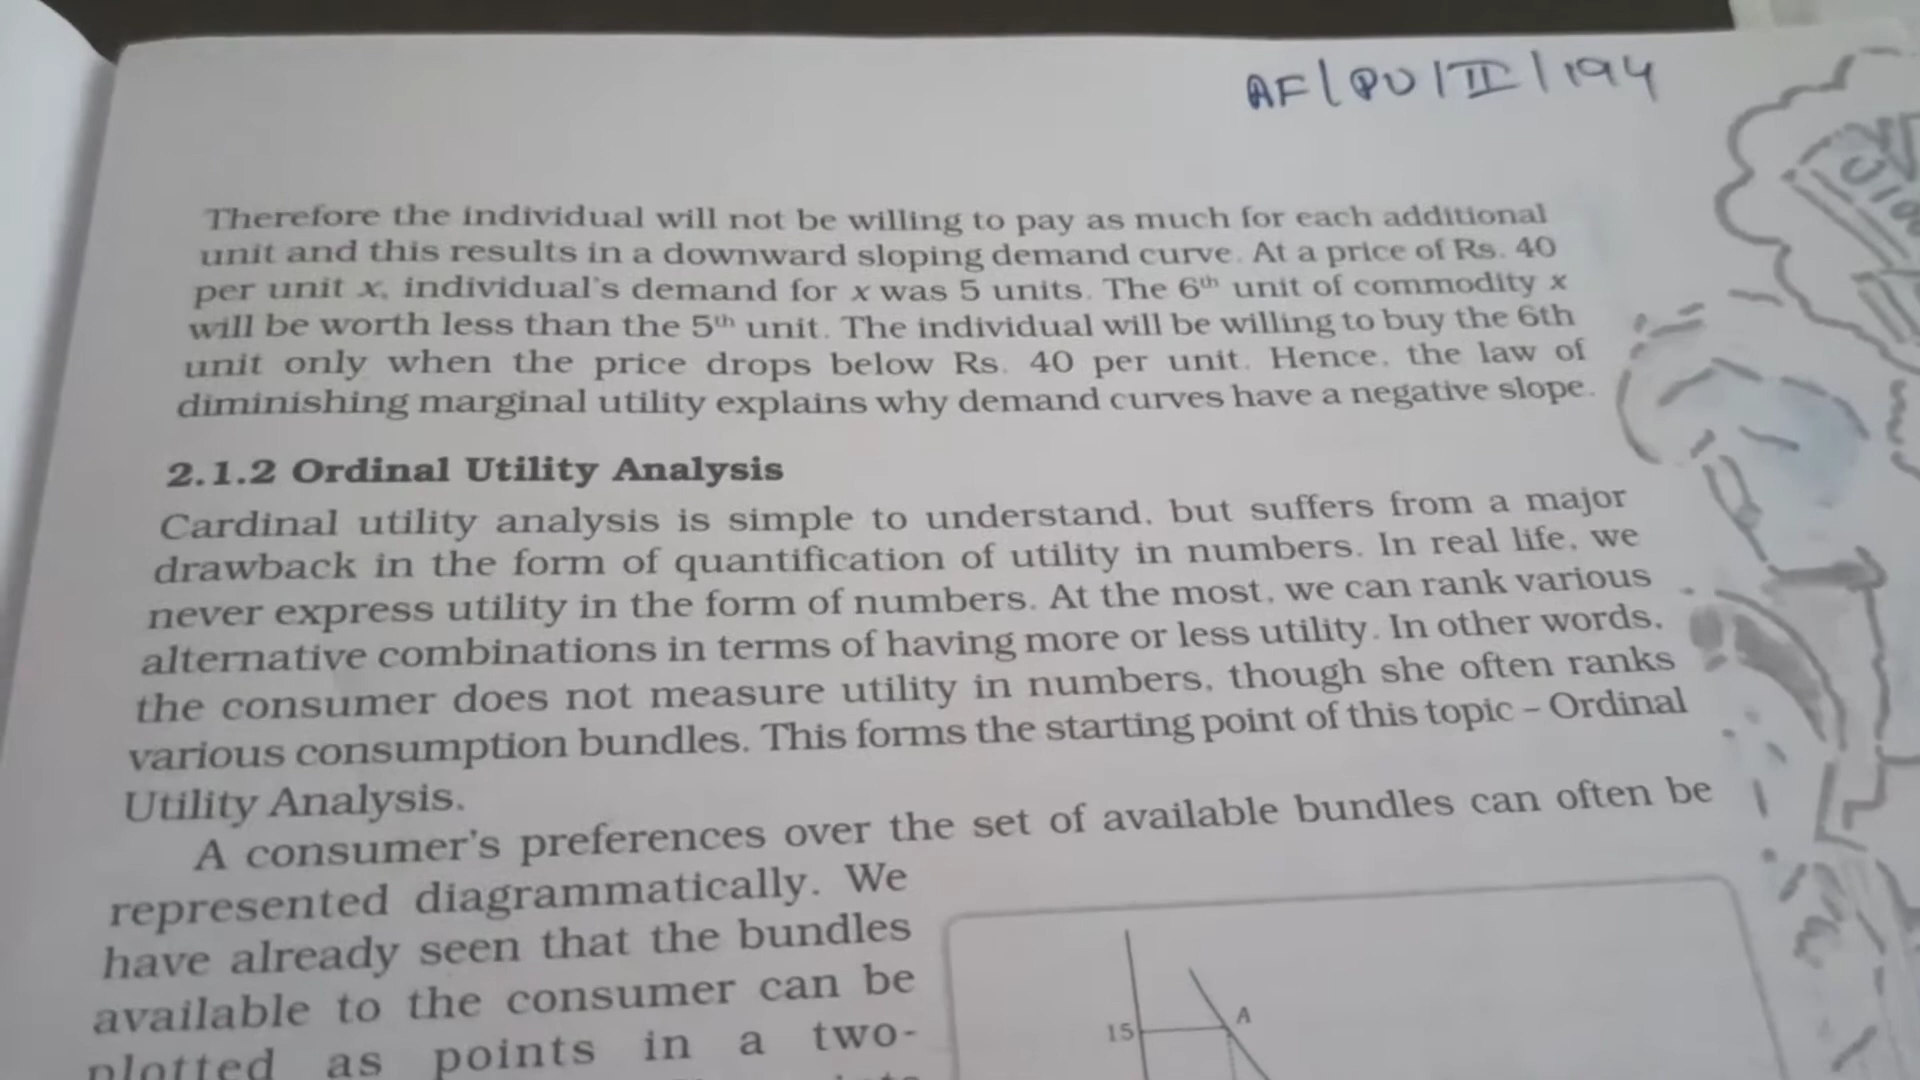 AF/PU/II/194
Therefore the individual will not be willing to pay as much for each additional
unit and this results in a downward sloping demand curve. At a price of Rs. 40
per unit x, individual's demand for x was 5 units. The 6th unit of commodity x
will be worth less than the 5th unit. The individual will be willing to buy the 6th
unit only when the price drops below Rs. 40 per unit. Hence, the law of
diminishing marginal utility explains why demand curves have a negative slope.
2.1.2 Ordinal Utility Analysis
Cardinal utility analysis is simple to understand, but suffers from a major
drawback in the form of quantification of utility in numbers. In real life, we
never express utility in the form of numbers. At the most, we can rank various
alternative combinations in terms of having more or less utility. In other words,
the consumer does not measure utility in numbers, though she often ranks
various consumption bundles. This forms the starting point of this topic – Ordinal
Utility Analysis.
A consumer's preferences over the set of available bundles can often be
represented diagrammatically. We
have already seen that the bundles
available to the consumer can be
plotted as points in a two-
A
15